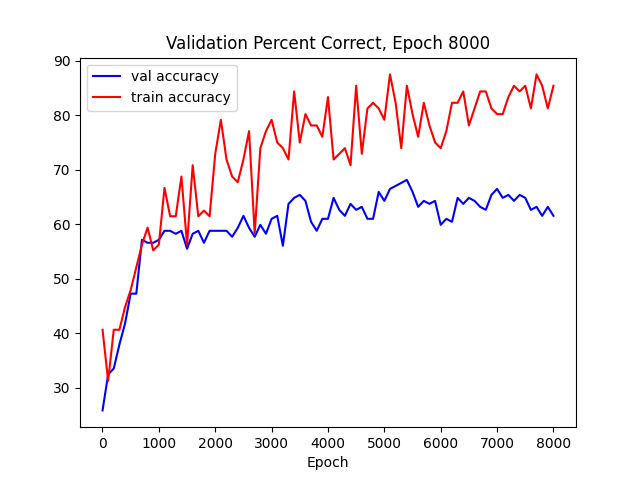 Validation Percent Correct, Epoch 8000
val accuracy
train accuracy
90
80
70
60
50
40
30
0 1000 2000 3000 4000 5000 6000 7000 8000
Epoch